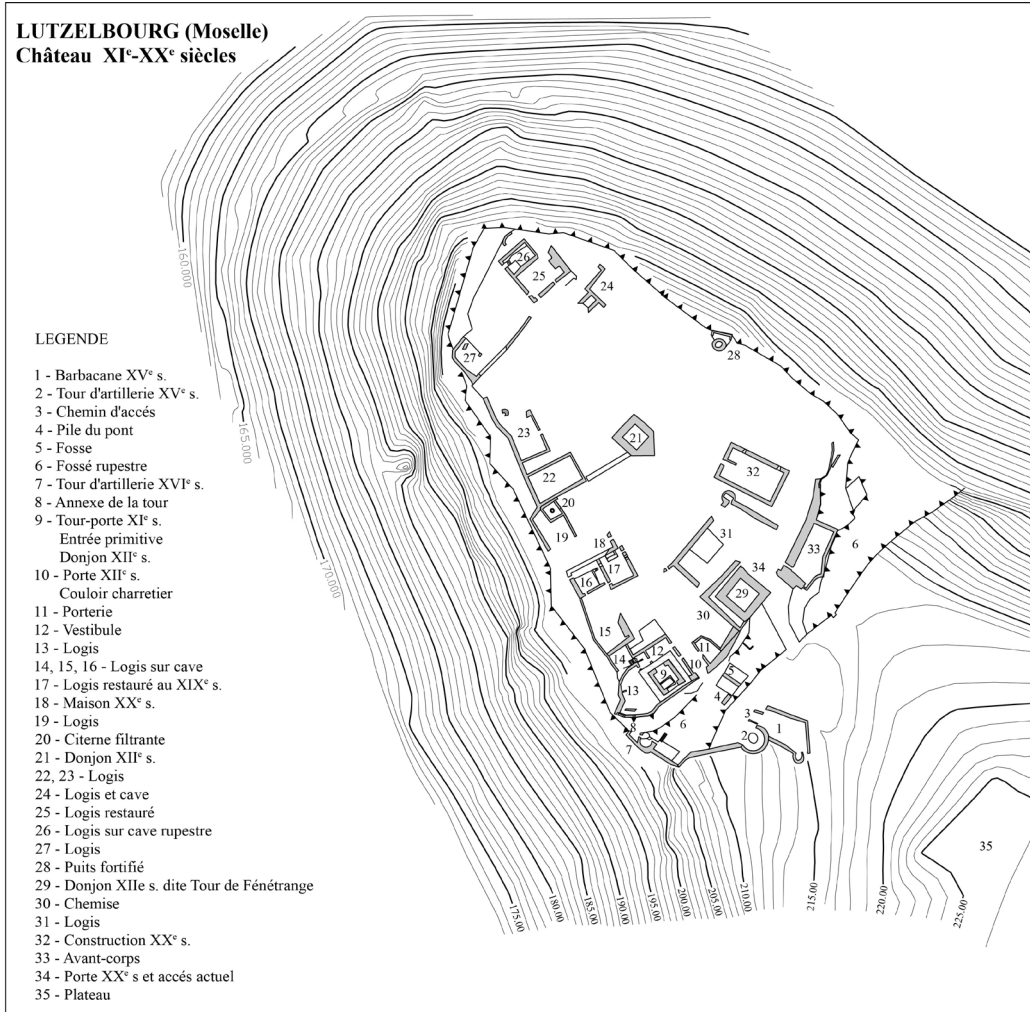 LUTZELBOURG (Moselle)
Château XIe-XXe siècles
LEGENDE
1 - Barbacane XVe s.
2 - Tour d'artillerie XVe s.
3 - Chemin d'accés
4 - Pile du pont
5 - Fosse
6 - Fossé rupestre
7 - Tour d'artillerie XVIe s.
8 - Annexe de la tour
9 - Tour-porte XIe s.
Entrée primitive
Donjon XIIe s.
10 - Porte XIIe s.
Couloir charretier
11 - Porterie
12 - Vestibule
13 - Logis
14, 15, 16 - Logis sur cave
17 - Logis restauré au XIXe s.
18 - Maison XXe s.
19 - Logis
20 - Citerne filtrante
21 - Donjon XIIe s.
22, 23 - Logis
24 - Logis et cave
25 - Logis restauré
26 - Logis sur cave rupestre
27 - Logis
28 - Puits fortifié
29 - Donjon XIIe s. dite Tour de Fénétrange
30 - Chemise
31 - Logis
32 - Construction XXe s.
33 - Avant-corps
34 - Porte XXe s et accés actuel
35 - Plateau
160.000
165.000
170.000
26
25
24
28
27
23
21
22
32
20
19
31
18
17
16
34
33
6
29
30
15
12
11
14
10
9
13
5
4
8
6
3
1
2
7
35
175.00
180.00
185.00
190.00
195.00
200.00
205.00
210.00
215.00
220.00
225.00